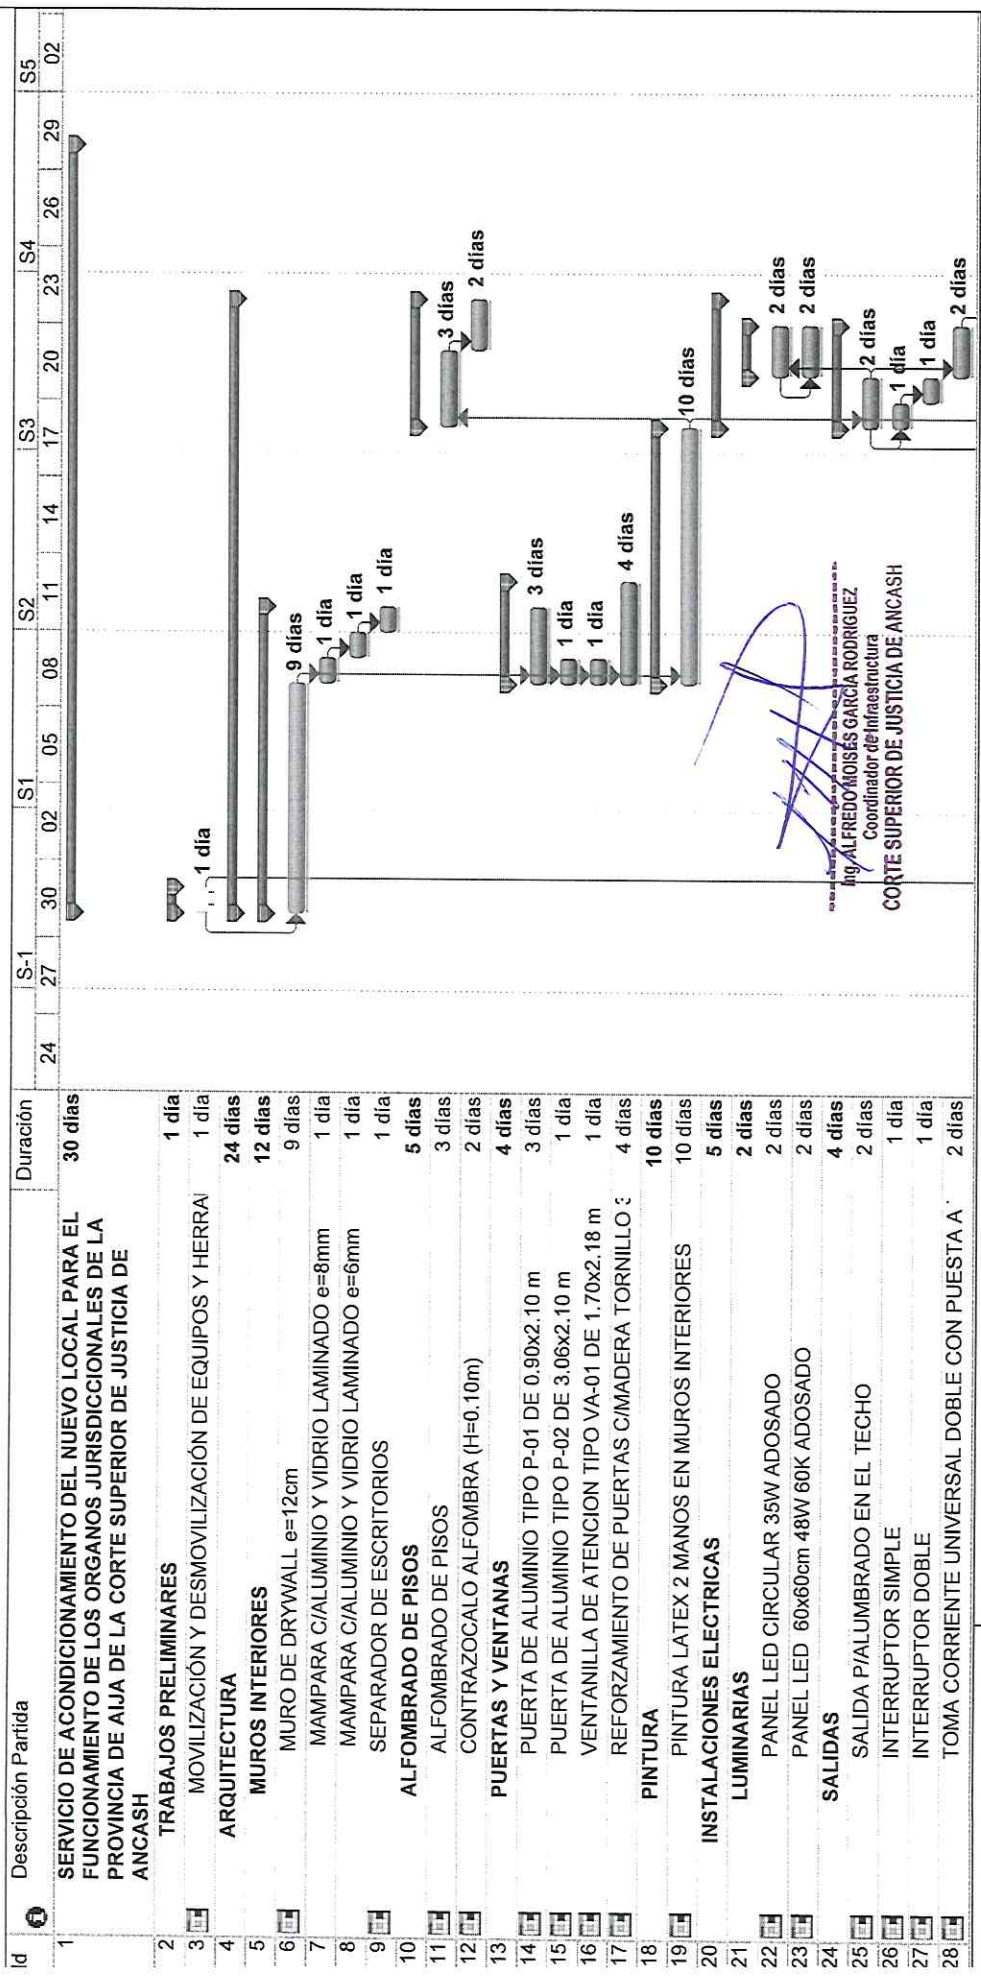 Id Descripción Partida Duración S-1 S1 S2 S3 S4 S5
24 27 30 02 05 08 11 14 17 20 23 26 29 02
1 SERVICIO DE ACONDICIONAMIENTO DEL NUEVO LOCAL PARA EL 30 días
FUNCIONAMIENTO DE LOS ORGANOS JURISDICCIONALES DE LA
PROVINCIA DE AIJA DE LA CORTE SUPERIOR DE JUSTICIA DE
ANCASH
2 TRABAJOS PRELIMINARES 1 día
3 MOVILIZACIÓN Y DESMOVILIZACIÓN DE EQUIPOS Y HERRAI 1 día 1 día
4 ARQUITECTURA 24 días
5 MUROS INTERIORES 12 días
6 MURO DE DRYWALL e=12cm 9 días 9 días
7 MAMPARA C/ALUMINIO Y VIDRIO LAMINADO e=8mm 1 día 1 día
8 MAMPARA C/ALUMINIO Y VIDRIO LAMINADO e=6mm 1 día 1 día
9 SEPARADOR DE ESCRITORIOS 1 día 1 día
10 ALFOMBRADO DE PISOS 5 días
11 ALFOMBRADO DE PISOS 3 días 3 días
12 CONTRAZOCALO ALFOMBRA (H=0.10m) 2 días 2 días
13 PUERTAS Y VENTANAS 4 días
14 PUERTA DE ALUMINIO TIPO P-01 DE 0.90x2.10 m 3 días 3 días
15 PUERTA DE ALUMINIO TIPO P-02 DE 3.06x2.10 m 1 día 1 día
16 VENTANILLA DE ATENCION TIPO VA-01 DE 1.70x2.18 m 1 día 1 día
17 REFORZAMIENTO DE PUERTAS C/MADERA TORNILLO 4 días 4 días
18 PINTURA 10 días
19 PINTURA LATEX 2 MANOS EN MUROS INTERIORES 10 días 10 días
20 INSTALACIONES ELECTRICAS 5 días
21 LUMINARIAS 2 días
22 PANEL LED CIRCULAR 35W ADOSADO 2 días 2 días
23 PANEL LED 60x60cm 48W 60K ADOSADO 2 días 2 días
24 SALIDAS 4 días
25 SALIDA P/ALUMBRADO EN EL TECHO 2 días 2 días
26 INTERRUPTOR SIMPLE 1 día 1 día
27 INTERRUPTOR DOBLE 1 día 1 día
28 TOMA CORRIENTE UNIVERSAL DOBLE CON PUESTA A 2 días 2 días
Ing. ALFREDO MOISES GARCIA RODRIGUEZ
Coordinador de Infraestructura
CORTE SUPERIOR DE JUSTICIA DE ANCASH